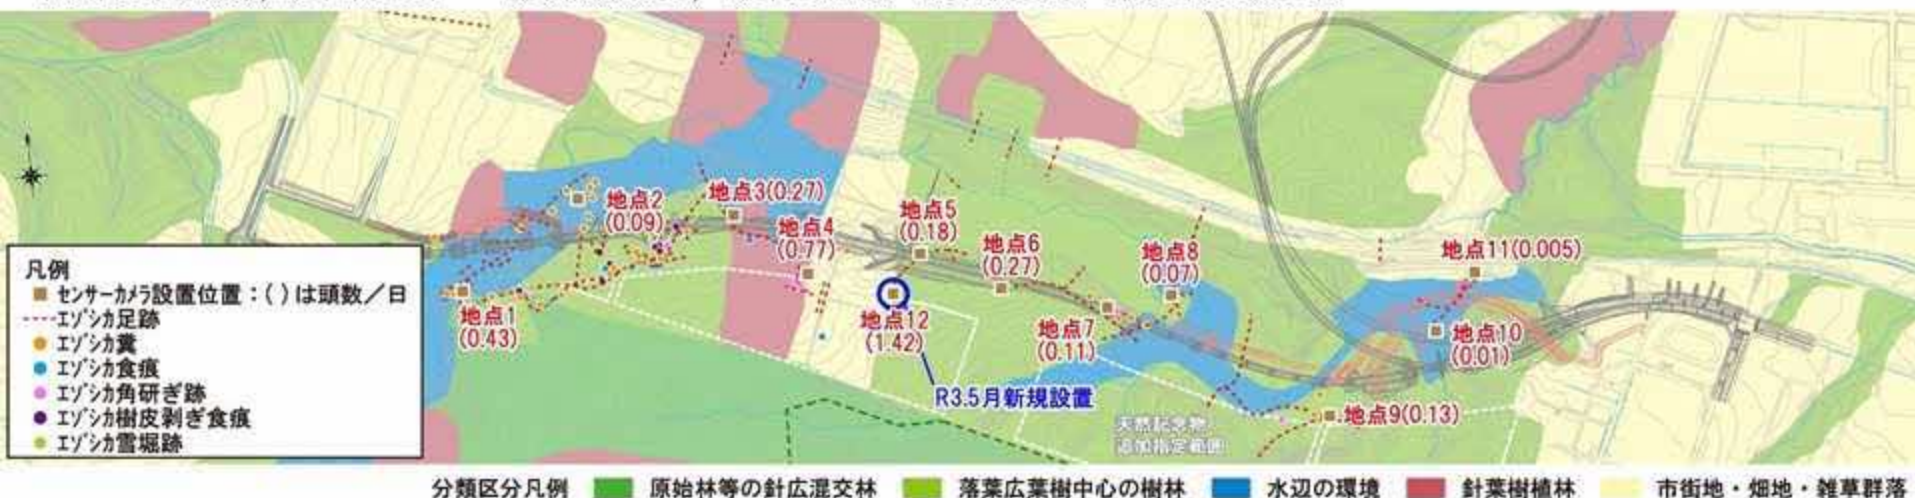 地点2
(0.09)
地点3(0.27)
地点4
(0.77)
地点5
(0.18)
地点6
(0.27)
地点8
(0.07)
地点11(0.005)
凡例
センサーカメラ設置位置：( )は頭数／日
エゾシカ足跡
エゾシカ糞
エゾシカ食痕
エゾシカ角研ぎ跡
エゾシカ樹皮剥ぎ食痕
エゾシカ雪堀跡
地点1
(0.43)
地点12
(1.42)
地点7
(0.11)
地点10
(0.01)
R3.5月新規設置
地点9(0.13)
天然記念物
追加指定範囲
分類区分凡例 原始林等の針広混交林 落葉広葉樹中心の樹林 水辺の環境 針葉樹植林 市街地・畑地・雑草群落